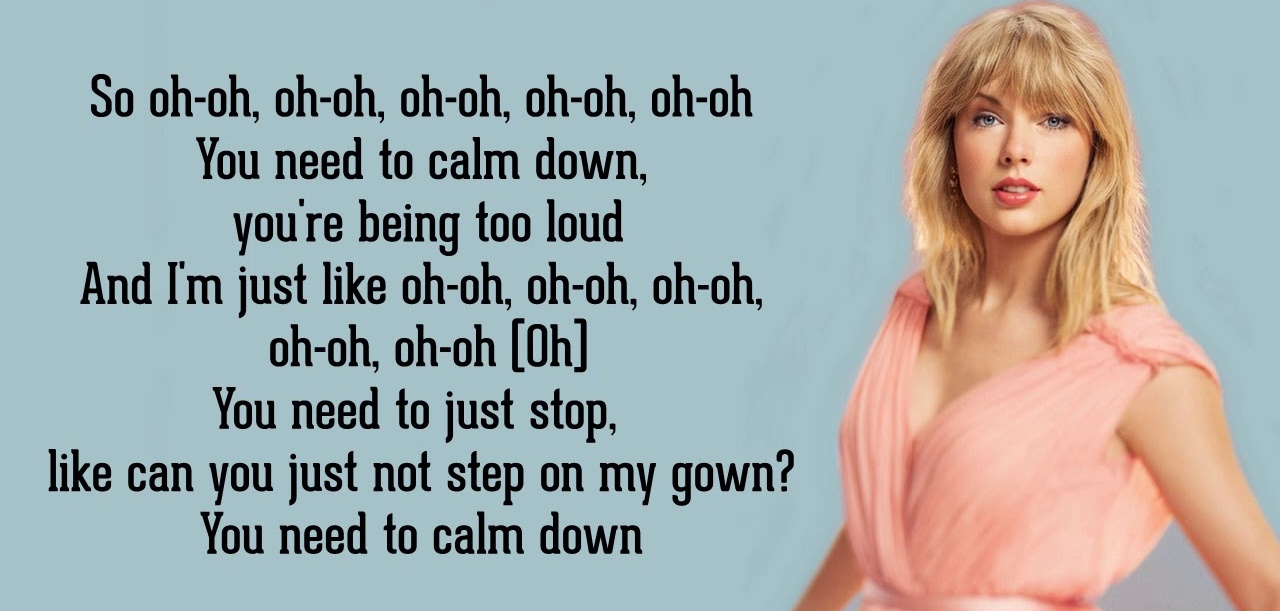 So oh-oh, oh-oh, oh-oh, oh-oh, oh-oh
You need to calm down,
you're being too loud
And I'm just like oh-oh, oh-oh, oh-oh,
oh-oh, oh-oh [Oh]
You need to just stop,
like can you just not step on my gown?
You need to calm down